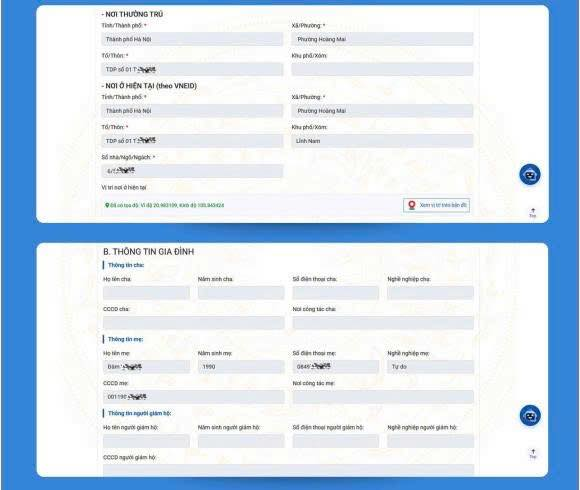 - NƠI THƯỜNG TRÚ
Tỉnh/Thành phố: * Xã/Phường: *
Thành phố Hà Nội Phường Hoàng Mai
Tổ/Thôn: * Khu phố/Xóm:
TDP số 01 T
- NƠI Ở HIỆN TẠI (theo VNEID)
Tỉnh/Thành phố: * Xã/Phường: *
Thành phố Hà Nội Phường Hoàng Mai
Tổ/Thôn: * Khu phố/Xóm:
TDP số 01 T Lĩnh Nam
Số nhà/Ngõ/Ngách: *
6/
Vị trí nơi ở hiện tại
Đã có tọa độ: Vĩ độ 20.983109, Kinh độ 105.843424 Xem vị trí trên bản đồ
Top
B. THÔNG TIN GIA ĐÌNH
Thông tin cha:
Họ tên cha: Năm sinh cha: Số điện thoại cha: Nghề nghiệp cha:
CCCD cha: Nơi công tác cha:
Thông tin mẹ:
Họ tên mẹ: Năm sinh mẹ: Số điện thoại mẹ: Nghề nghiệp mẹ:
Đàm 1990 0849 Tự do
CCCD mẹ: Nơi công tác mẹ:
001190
Thông tin người giám hộ:
Họ tên người giám hộ: Năm sinh người giám hộ: Số điện thoại người giám hộ: Nghề nghiệp người giám hộ:
CCCD người giám hộ: Top